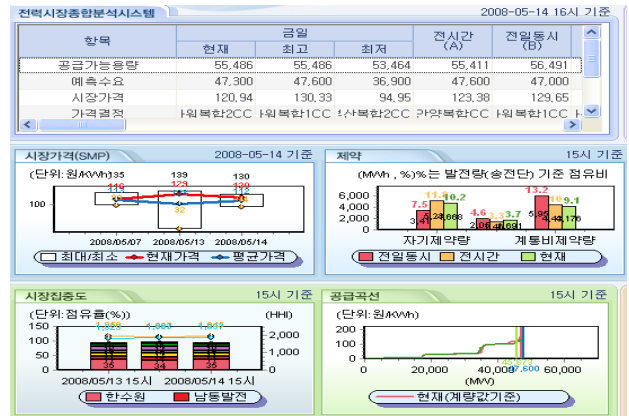 전력시장종합분석시스템 2008-05-14 16시 기준
항목 금일 전시간 (A) 전일동시 (B)
현재 최고 최저
공급가능용량 55,486 55,486 53,464 55,411 56,491
예측수요 47,300 47,600 36,900 47,600 47,000
시장가격 120,94 130,33 94,95 123,38 129,65
가격결정
시장가격(SMP) 2008-05-14 기준
(단위:원/KWh)
135 139 130
100
2008/05/07 2008/05/13 2008/05/14
최대/최소 현재가격 평균가격
제약 15시 기준
(MWh , %)%는 발전량(송전단) 기준 점유비
6,000
4,000
2,000
0
7.5 10.2 4.6 3.7 13.2 9.1
자기제약량 계통비제약량
전일동시 전시간 현재
시장집중도 15시 기준
(단위:점유률(%)) (HHI)
150
100
50
0
2,000
1,000
0
35 34 35
2008/05/13 15시 2008/05/14 15시
한수원 남동발전
공급곡선 15시 기준
(단위:원/KWh)
200
100
0
0 20,000 40,000 60,000
47,600
(MW)
현재(계량값기준)